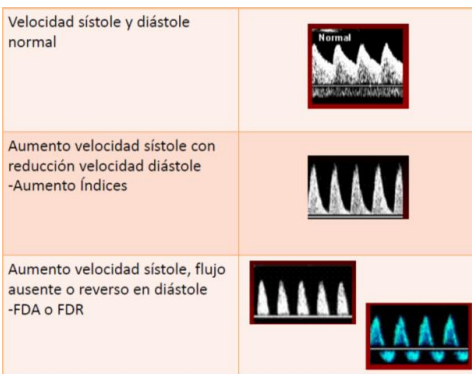 Velocidad sístole y diástole
normal
Normal
Aumento velocidad sístole con
reducción velocidad diástole
-Aumento Índices
Aumento velocidad sístole, flujo
ausente o reverso en diástole
-FDA o FDR